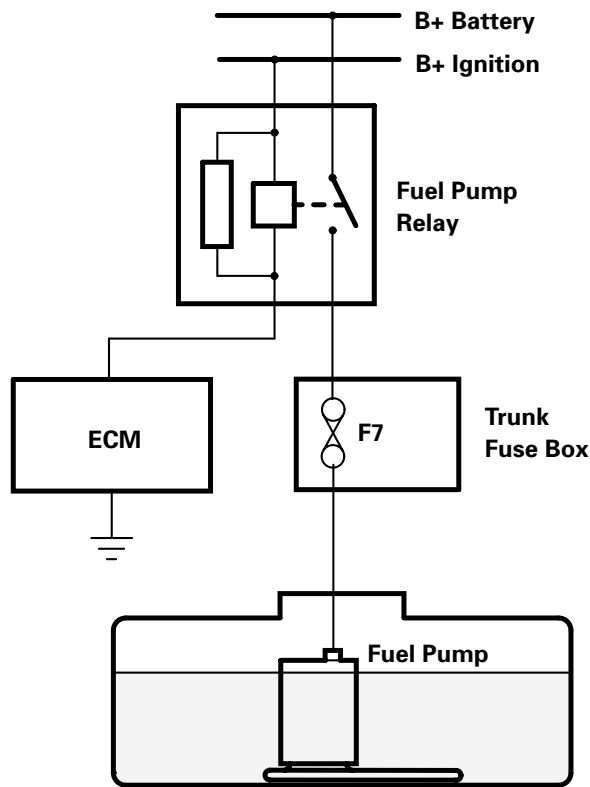 B+ Battery
B+ Ignition
Fuel Pump
Relay
ECM
F7
Trunk
Fuse Box
Fuel Pump